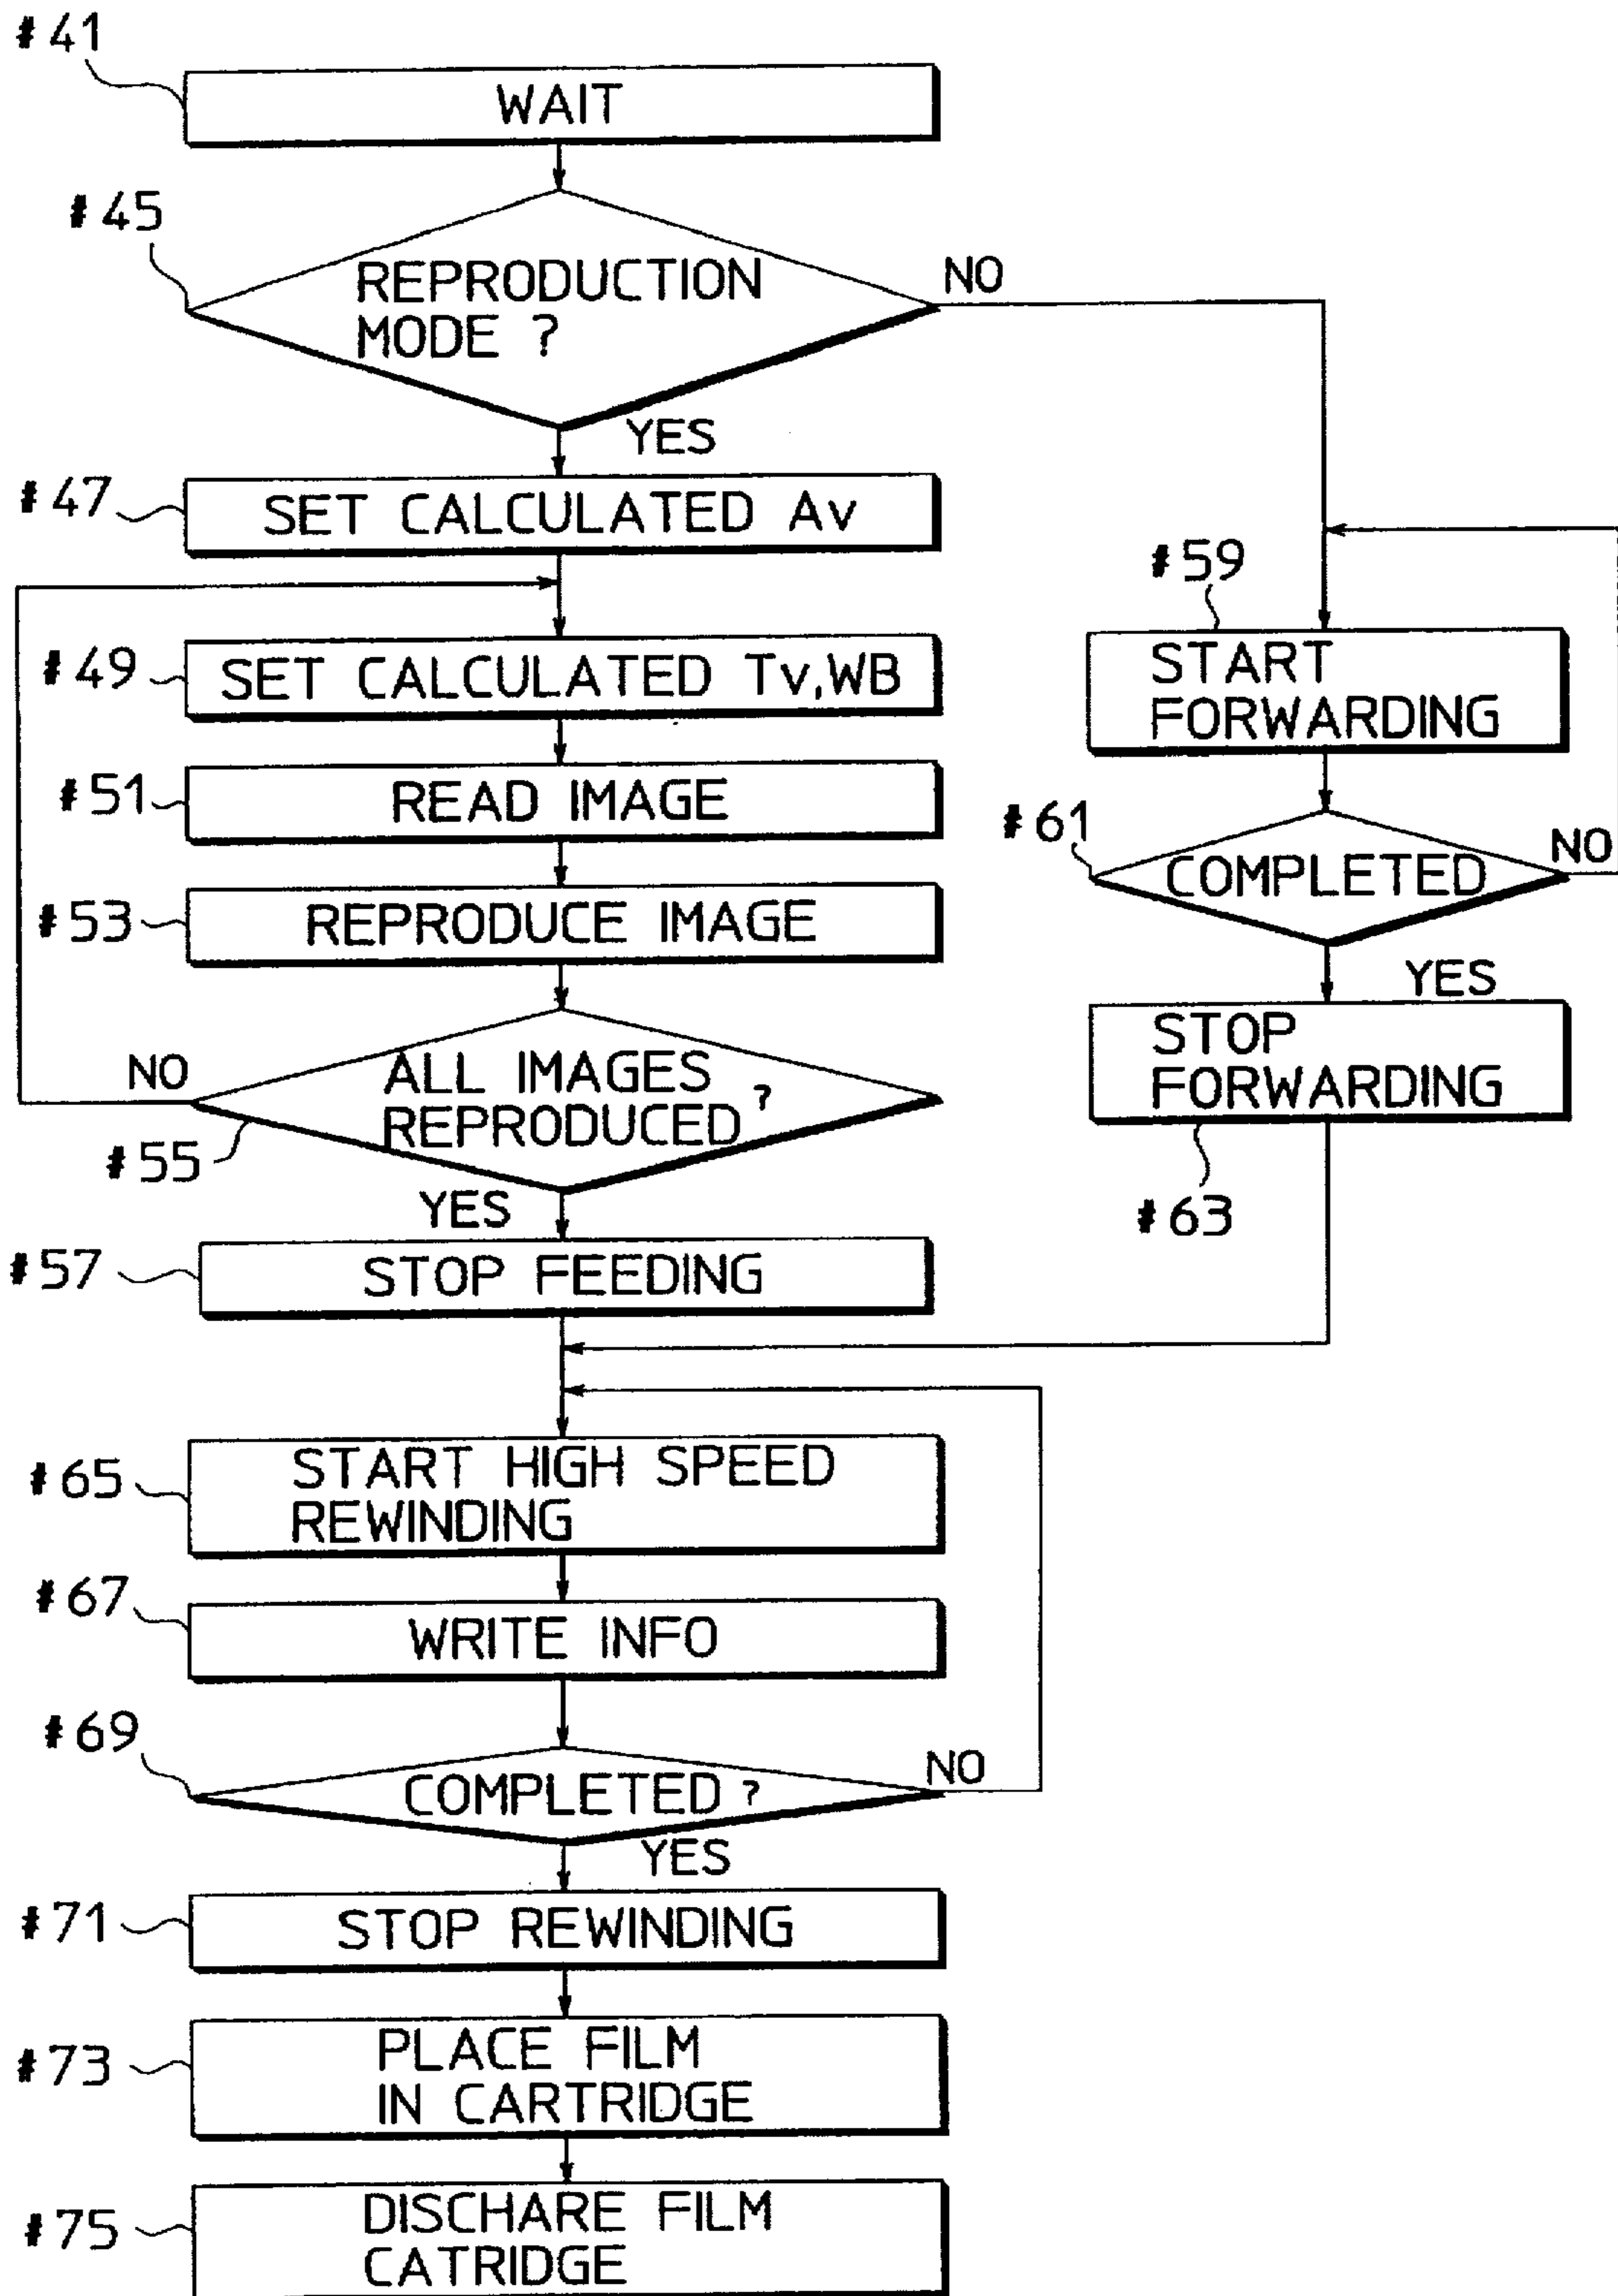 #41
WAIT
#45
REPRODUCTION
MODE ?
NO
YES
#47
SET CALCULATED Av
#49
SET CALCULATED Tv,WB
#59
START
FORWARDING
#51
READ IMAGE
#61
COMPLETED
NO
#53
REPRODUCE IMAGE
YES
STOP
FORWARDING
#63
NO
ALL IMAGES
REPRODUCED ?
#55
YES
#57
STOP FEEDING
#65
START HIGH SPEED
REWINDING
#67
WRITE INFO
#69
COMPLETED ?
NO
YES
#71
STOP REWINDING
#73
PLACE FILM
IN CARTRIDGE
#75
DISCHARE FILM
CATRIDGE